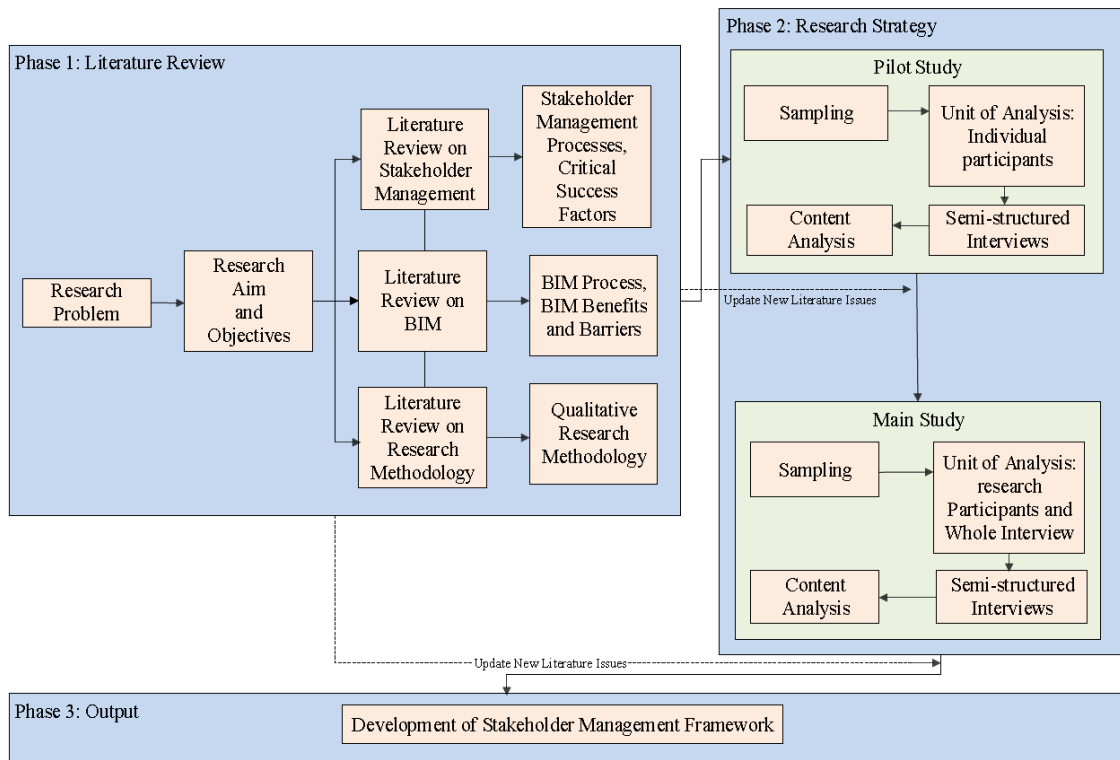 Phase 1: Literature Review
Research
Problem
Research
Aim
and
Objectives
Literature
Review on
Stakeholder
Management
Stakeholder
Management
Processes,
Critical
Success
Factors
Literature
Review on
BIM
BIM Process,
BIM Benefits
and Barriers
Literature
Review on
Research
Methodology
Qualitative
Research
Methodology
Update New Literature Issues
Phase 2: Research Strategy
Pilot Study
Sampling
Unit of Analysis:
Individual
participants
Semi-structured
Interviews
Content
Analysis
Main Study
Sampling
Unit of Analysis:
research
Participants and
Whole Interview
Semi-structured
Interviews
Content
Analysis
Update New Literature Issues
Phase 3: Output
Development of Stakeholder Management Framework